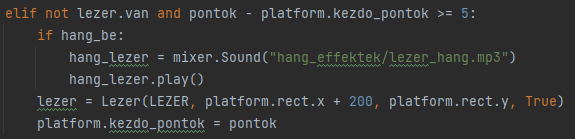 elif not lezer.van and pontok - platform.kezdo_pontok >= 5:
    if hang_be:
        hang_lezer = mixer.Sound("hang_effektek/lezer_hang.mp3")
        hang_lezer.play()
    lezer = Lezer(LEZER, platform.rect.x + 200, platform.rect.y, True)
    platform.kezdo_pontok = pontok